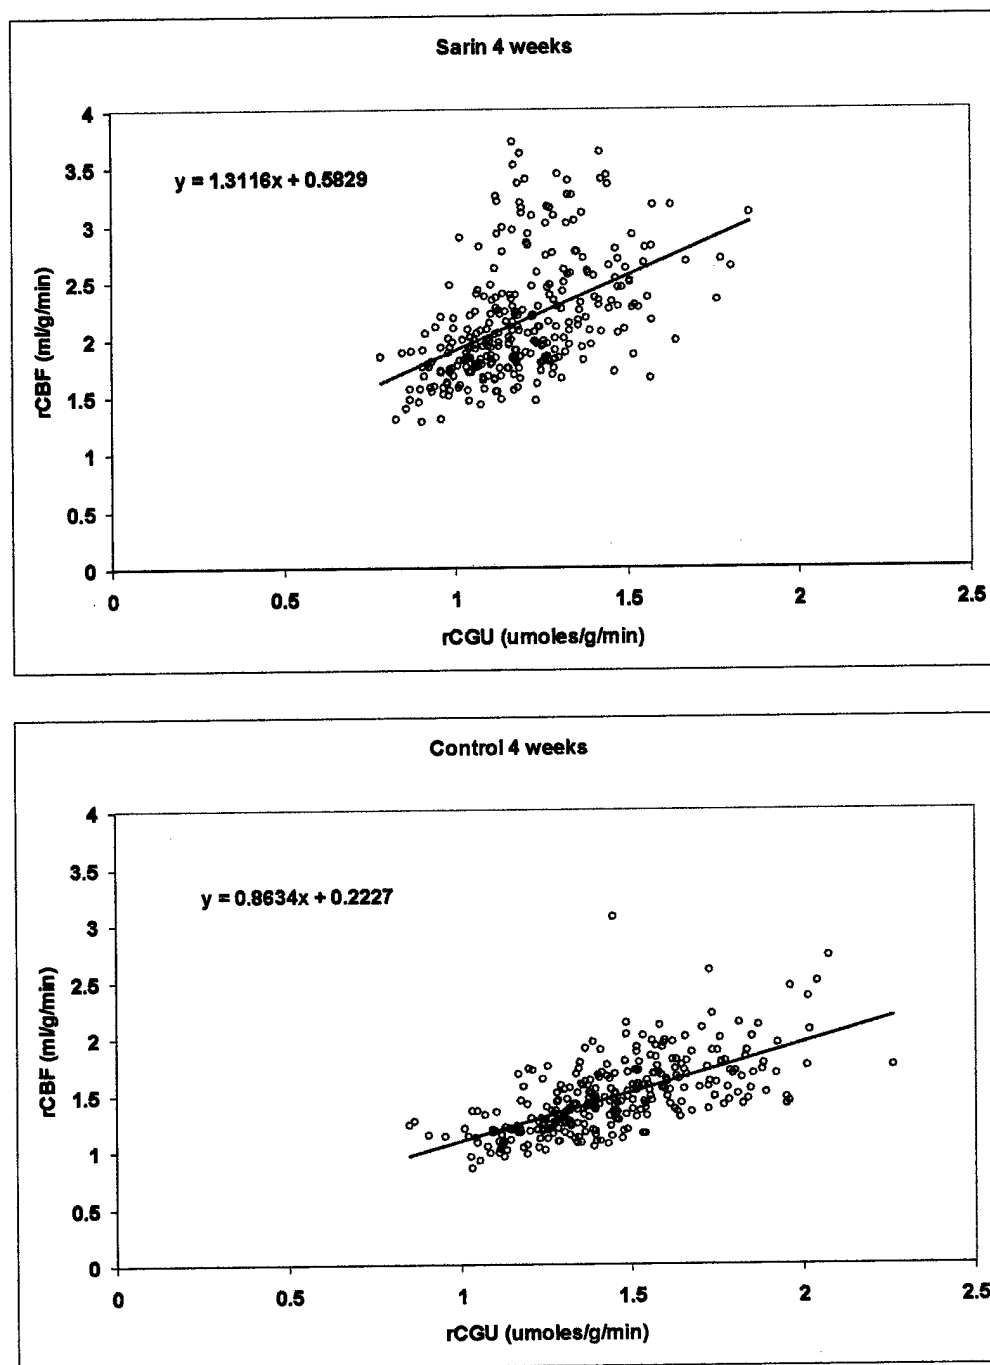 Sarin 4 weeks
4
3.5
3
2.5
2
1.5
1
0.5
0
y = 1.3116x + 0.5829
rCBF (ml/g/min)
0 0.5 1 1.5 2 2.5
rCGU (umoles/g/min)
Control 4 weeks
4
3.5
3
2.5
2
1.5
1
0.5
0
y = 0.8634x + 0.2227
rCBF (ml/g/min)
0 0.5 1 1.5 2 2.5
rCGU (umoles/g/min)